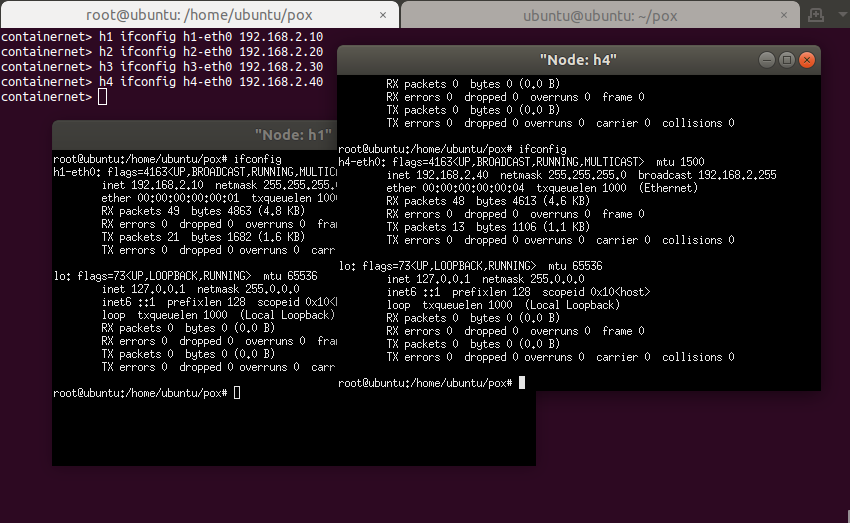 root@ubuntu: /home/ubuntu/pox
ubuntu@ubuntu: ~/pox
containernet> h1 ifconfig h1-eth0 192.168.2.10
containernet> h2 ifconfig h2-eth0 192.168.2.20
containernet> h3 ifconfig h3-eth0 192.168.2.30
containernet> h4 ifconfig h4-eth0 192.168.2.40
containernet>
"Node: h1"
root@ubuntu:/home/ubuntu/pox# ifconfig
h1-eth0: flags=4163<UP,BROADCAST,RUNNING,MULTIC
inet 192.168.2.10 netmask 255.255.255.0
ether 00:00:00:00:00:01 txqueuelen 100
RX packets 49 bytes 4863 (4.8 KB)
RX errors 0 dropped 0 overruns 0 fra
TX packets 21 bytes 1682 (1.6 KB)
TX errors 0 dropped 0 overruns 0 carr
lo: flags=73<UP,LOOPBACK,RUNNING> mtu 65536
inet 127.0.0.1 netmask 255.0.0.0
inet6 ::1 prefixlen 128 scopeid 0x10<h
loop txqueuelen 1000 (Local Loopback)
RX packets 0 bytes 0 (0.0 B)
RX errors 0 dropped 0 overruns 0 fra
TX packets 0 bytes 0 (0.0 B)
TX errors 0 dropped 0 overruns 0 carr
root@ubuntu:/home/ubuntu/pox#
"Node: h4"
RX packets 0 bytes 0 (0.0 B)
RX errors 0 dropped 0 overruns 0 frame 0
TX packets 0 bytes 0 (0.0 B)
TX errors 0 dropped 0 overruns 0 carrier 0 collisions 0
root@ubuntu:/home/ubuntu/pox# ifconfig
h4-eth0: flags=4163<UP,BROADCAST,RUNNING,MULTICAST> mtu 1500
inet 192.168.2.40 netmask 255.255.255.0 broadcast 192.168.2.255
ether 00:00:00:00:00:04 txqueuelen 1000 (Ethernet)
RX packets 48 bytes 4613 (4.6 KB)
RX errors 0 dropped 0 overruns 0 frame 0
TX packets 13 bytes 1106 (1.1 KB)
TX errors 0 dropped 0 overruns 0 carrier 0 collisions 0
lo: flags=73<UP,LOOPBACK,RUNNING> mtu 65536
inet 127.0.0.1 netmask 255.0.0.0
inet6 ::1 prefixlen 128 scopeid 0x10<host>
loop txqueuelen 1000 (Local Loopback)
RX packets 0 bytes 0 (0.0 B)
RX errors 0 dropped 0 overruns 0 frame 0
TX packets 0 bytes 0 (0.0 B)
TX errors 0 dropped 0 overruns 0 carrier 0 collisions 0
root@ubuntu:/home/ubuntu/pox#